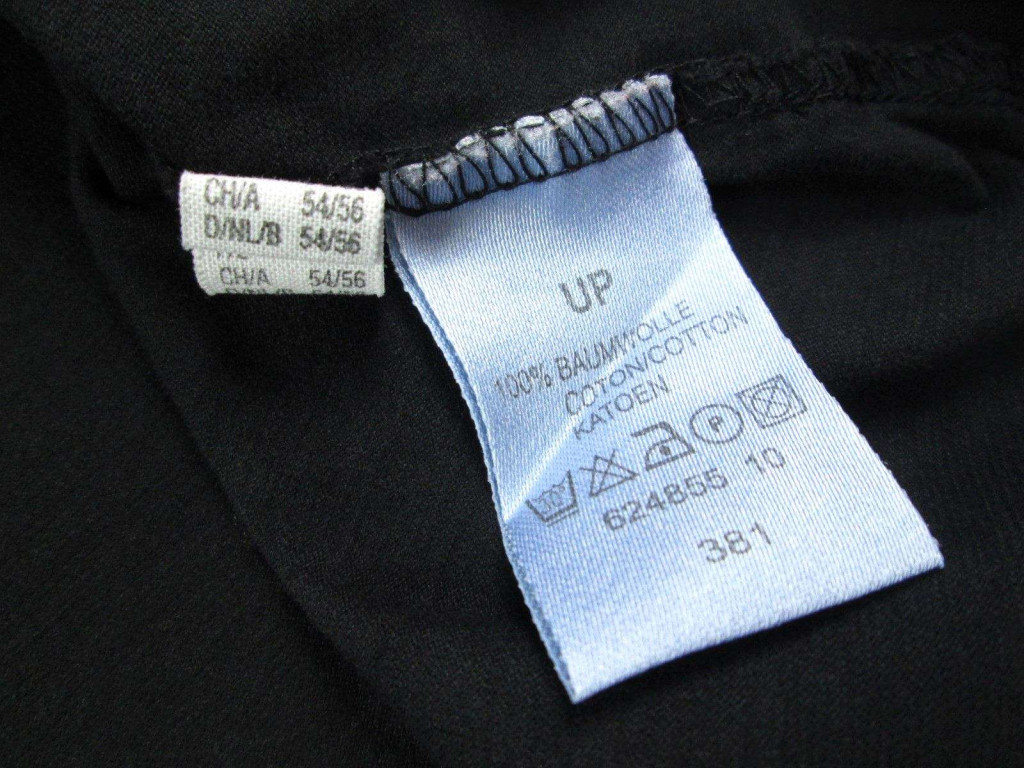 CH/A 54/56
D/NL/B 54/56
CH/A 54/56
UP
100% BAUMWOLLE
COTON/COTTON
KATOEN
P
624855 10
381